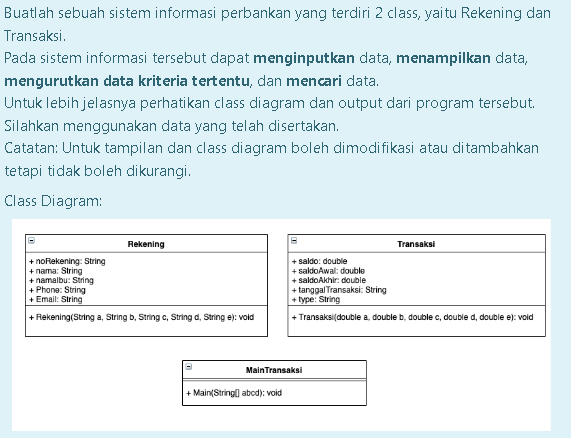 Buatlah sebuah sistem informasi perbankan yang terdiri 2 class, yaitu Rekening dan
Transaksi.
Pada sistem informasi tersebut dapat menginputkan data, menampilkan data,
mengurutkan data kriteria tertentu, dan mencari data.
Untuk lebih jelasnya perhatikan class diagram dan output dari program tersebut.
Silahkan menggunakan data yang telah disertakan.
Catatan: Untuk tampilan dan class diagram boleh dimodifikasi atau ditambahkan
tetapi tidak boleh dikurangi.
Class Diagram:
Rekening
+ noRekening: String
+ nama: String
+ namaIbu: String
+ Phone: String
+ Email: String
+ Rekening(String a, String b, String c, String d, String e): void
Transaksi
+ saldo: double
+ saldoAwal: double
+ saldoAkhir: double
+ tanggalTransaksi: String
+ type: String
+ Transaksi(double a, double b, double c, double d, double e): void
MainTransaksi
+ Main(String[] abcd): void